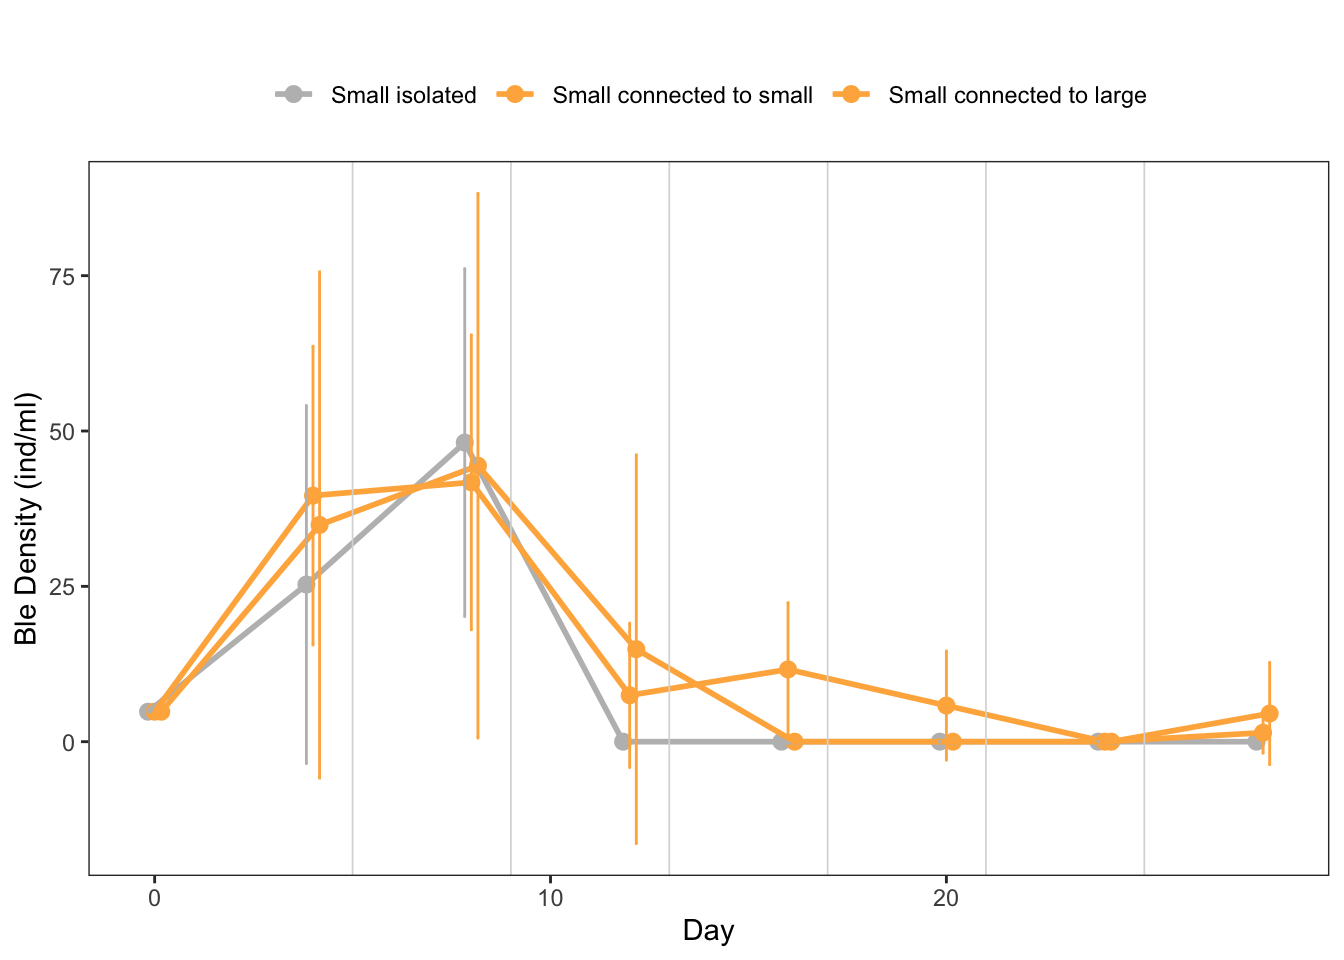 Small isolated Small connected to small Small connected to large
75
50
25
0
Ble Density (ind/ml)
0 10 20
Day